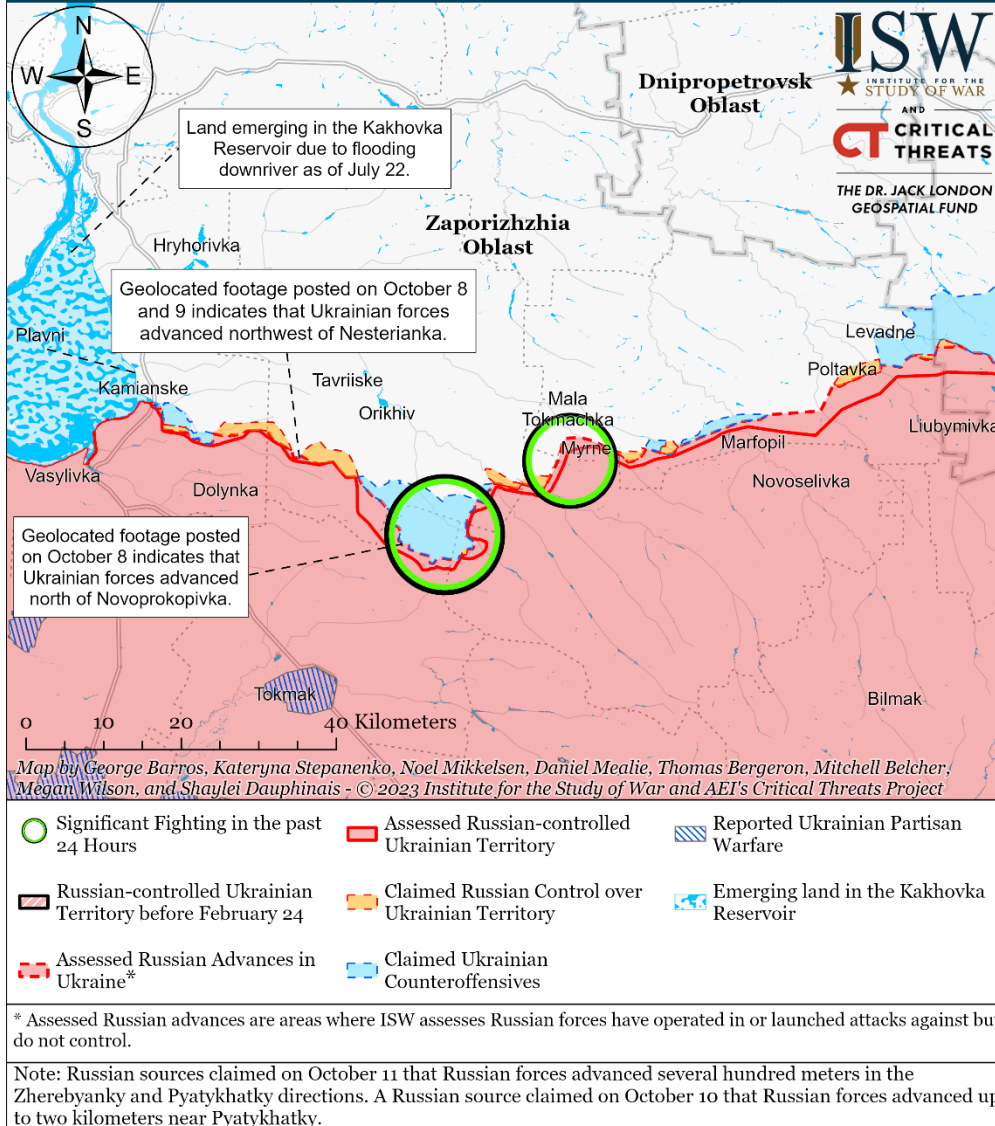 N
W E
S
ISW
INSTITUTE FOR THE
STUDY OF WAR
AND
CT CRITICAL
THREATS
THE DR. JACK LONDON
GEOSPATIAL FUND
Dnipropetrovsk
Oblast
Land emerging in the Kakhovka
Reservoir due to flooding
downriver as of July 22.
Zaporizhzhia
Oblast
Hryhorivka
Geolocated footage posted on October 8
and 9 indicates that Ukrainian forces
advanced northwest of Nesterianka.
Plavni
Levadne
Poltavka
Kamianske
Tavriiske
Orikhiv
Mala
Tokmachka
Myrne
Marfopil
Liubymivka
Vasylivka
Dolynka
Novoselivka
Geolocated footage posted
on October 8 indicates that
Ukrainian forces advanced
north of Novoprokopivka.
Tokmak
Bilmak
0 10 20 40 Kilometers
Map by George Barros, Kateryna Stepanenko, Noel Mikkelsen, Daniel Mealie, Thomas Bergeron, Mitchell Belcher,
Megan Wilson, and Shaylei Dauphinais - © 2023 Institute for the Study of War and AEI's Critical Threats Project
Significant Fighting in the past
24 Hours
Russian-controlled Ukrainian
Territory before February 24
Assessed Russian Advances in
Ukraine*
Assessed Russian-controlled
Ukrainian Territory
Claimed Russian Control over
Ukrainian Territory
Claimed Ukrainian
Counteroffensives
Reported Ukrainian Partisan
Warfare
Emerging land in the Kakhovka
Reservoir
* Assessed Russian advances are areas where ISW assesses Russian forces have operated in or launched attacks against but
do not control.
Note: Russian sources claimed on October 11 that Russian forces advanced several hundred meters in the
Zherebyanky and Pyatykhatky directions. A Russian source claimed on October 10 that Russian forces advanced up
to two kilometers near Pyatykhatky.